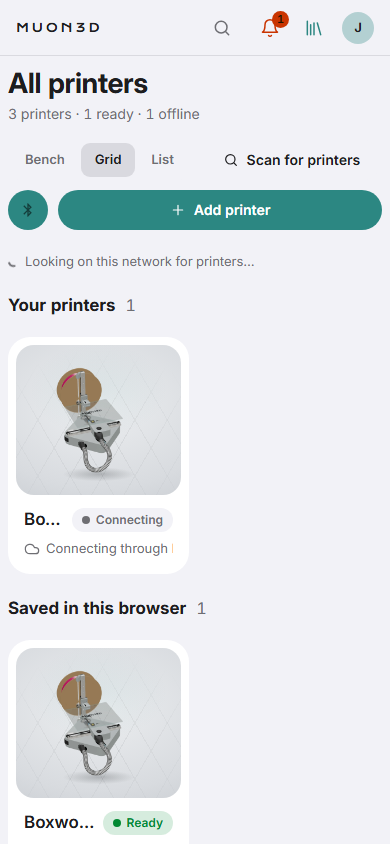 MUON3D
1
J
All printers
3 printers · 1 ready · 1 offline
Bench
Grid
List
Scan for printers
+ Add printer
Looking on this network for printers...
Your printers 1
Bo...
Connecting
Connecting through
Saved in this browser 1
Boxwo...
Ready